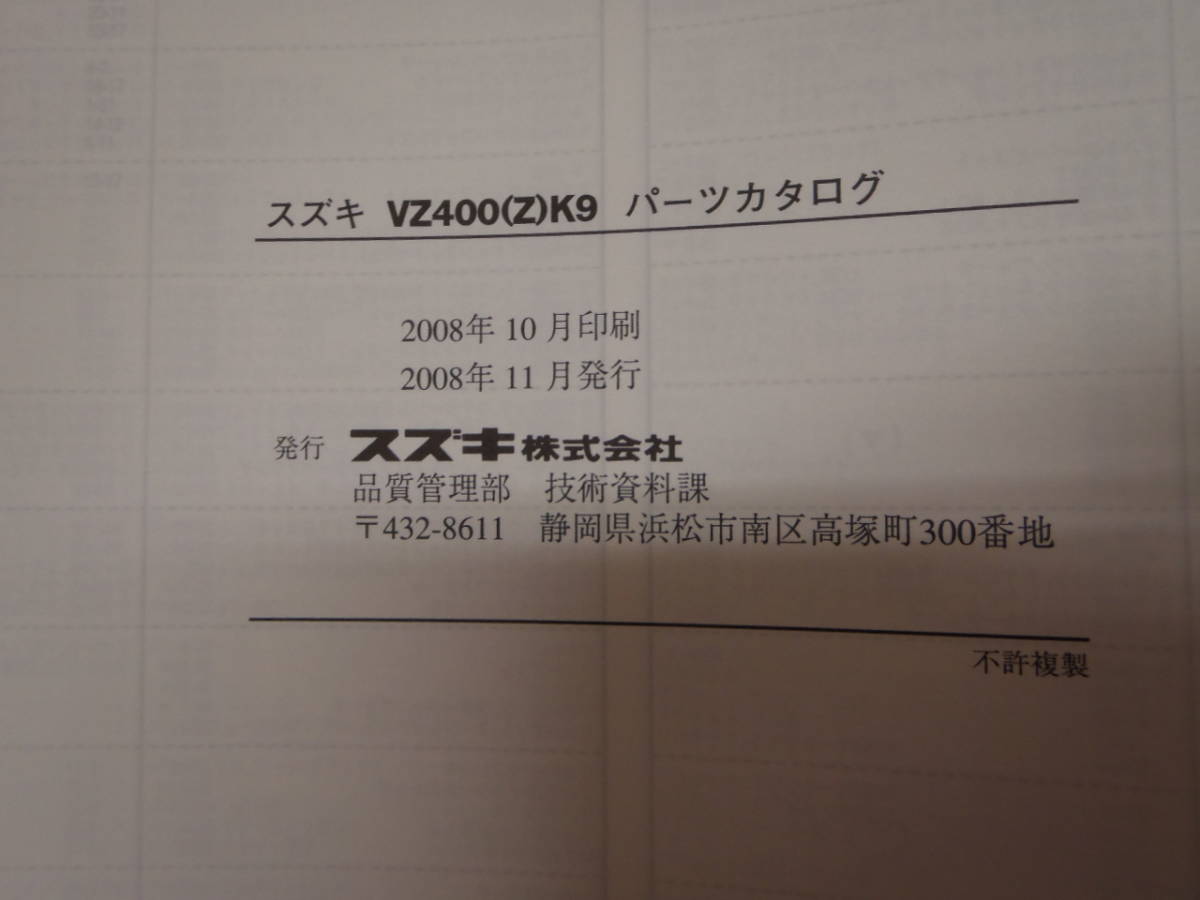 スズキ VZ400(Z)K9 パーツカタログ
2008年 10 月印刷
2008年 11 月発行
発行 スズキ株式会社
品質管理部 技術資料課
〒432-8611 静岡県浜松市南区高塚町300番地
不許複製